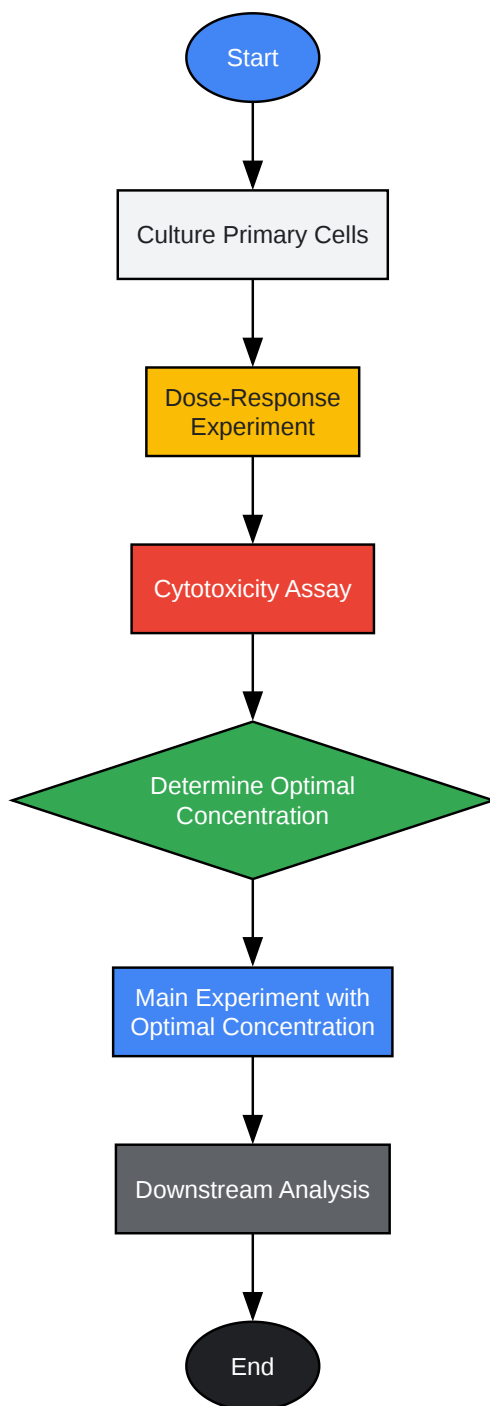 Start
Culture Primary Cells
Dose-Response
Experiment
Cytotoxicity Assay
Determine Optimal
Concentration
Main Experiment with
Optimal Concentration
Downstream Analysis
End